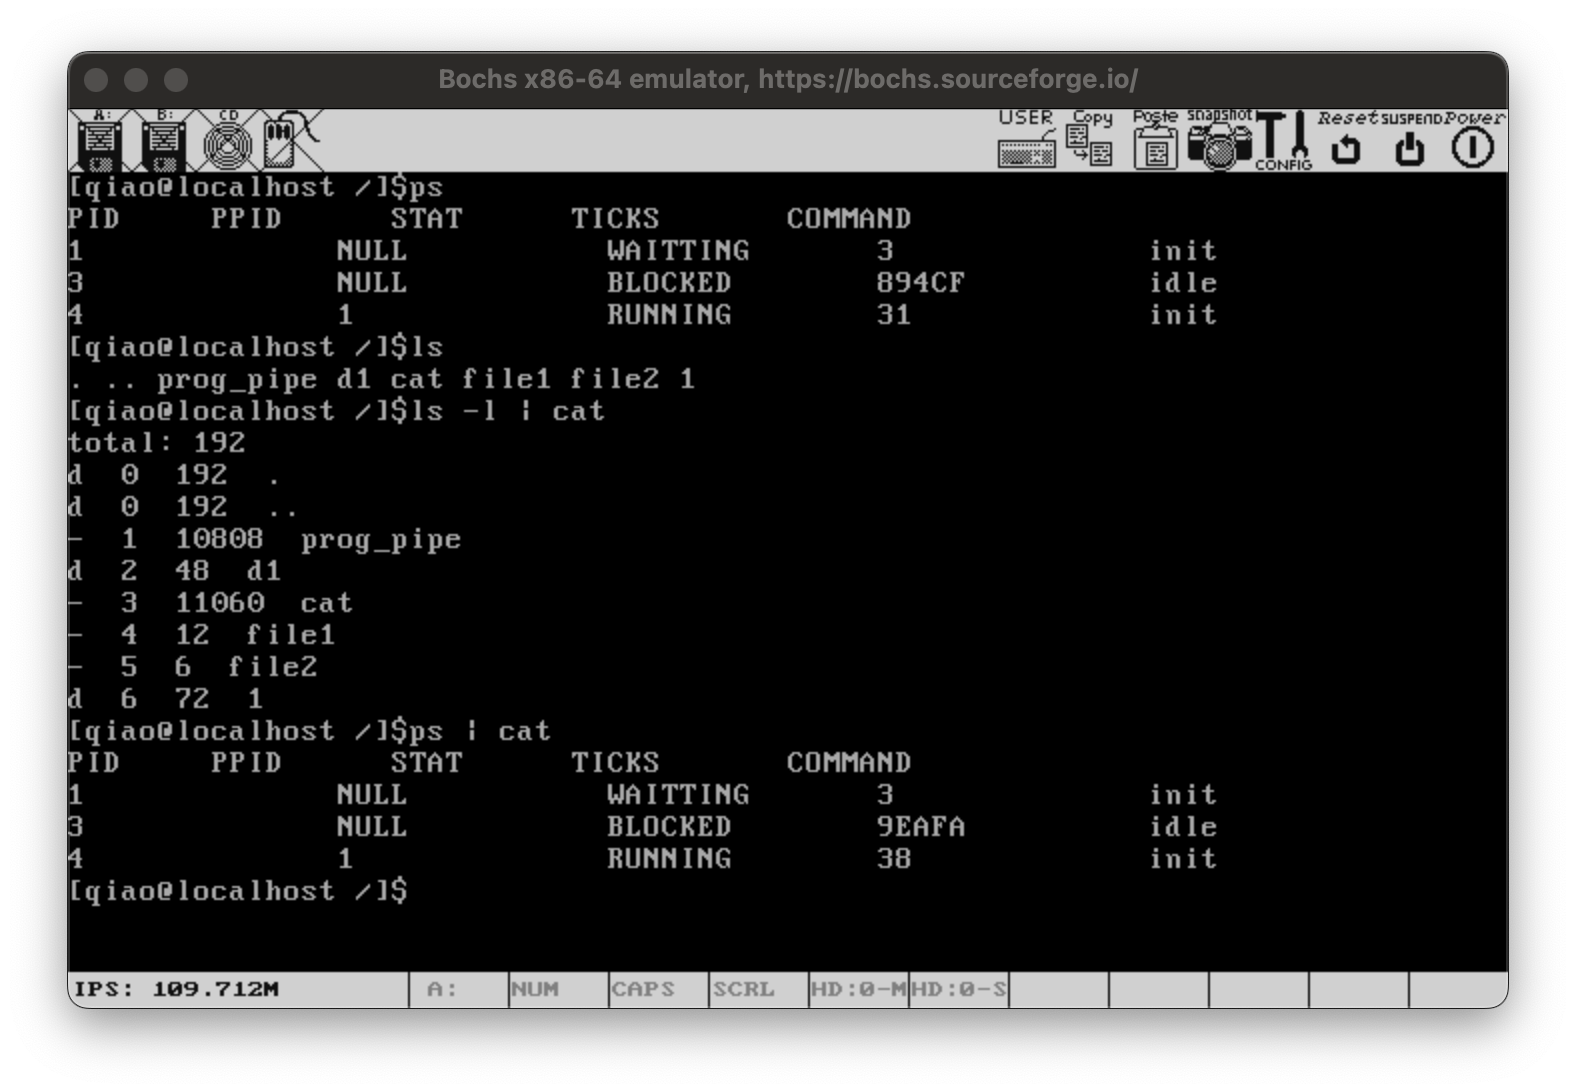 Bochs x86-64 emulator, https://bochs.sourceforge.io/
A: B: CD USER Copy Paste snapshot CONFIG Reset SUSPEND Power
[qiao@localhost /]$ps
PID PPID STAT TICKS COMMAND
1 NULL WAITTING 3 init
3 NULL BLOCKED 894CF idle
4 1 RUNNING 31 init
[qiao@localhost /]$ls
. .. prog_pipe d1 cat file1 file2 1
[qiao@localhost /]$ls -l | cat
total: 192
d 0 192 .
d 0 192 ..
- 1 10808 prog_pipe
d 2 48 d1
- 3 11060 cat
- 4 12 file1
- 5 6 file2
d 6 72 1
[qiao@localhost /]$ps | cat
PID PPID STAT TICKS COMMAND
1 NULL WAITTING 3 init
3 NULL BLOCKED 9EAFA idle
4 1 RUNNING 38 init
[qiao@localhost /]$
IPS: 109.712M A: NUM CAPS SCRL HD:0-M HD:0-S